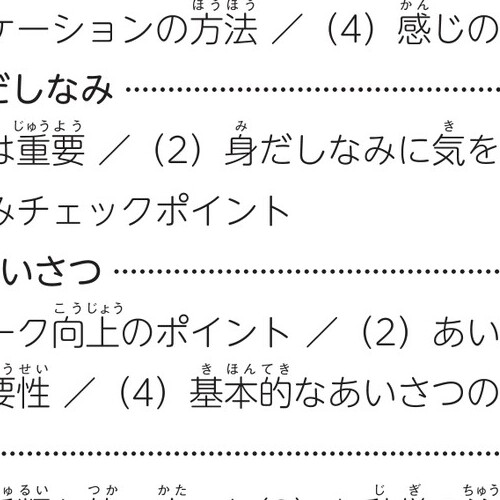 ケーションの方法 ／（4）感じの
だしなみ
は重要 ／（2）身だしなみに気を
みチェックポイント
いさつ
ーク向上のポイント ／（2）あい
要性 ／（4）基本的なあいさつの